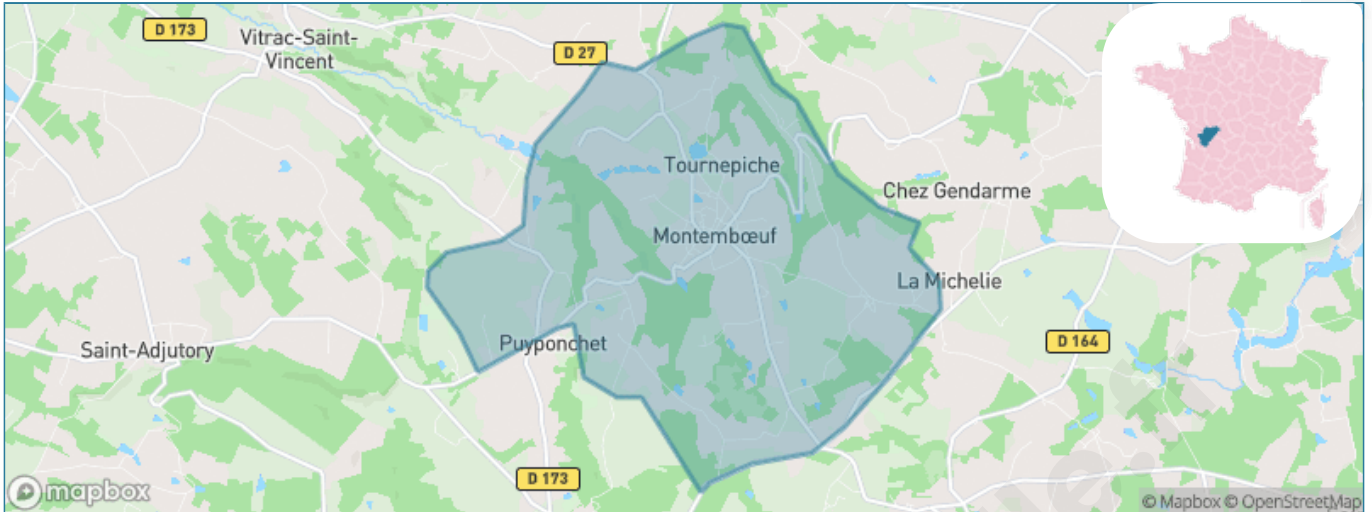 D 173
Vitrac-Saint-
Vincent
D 27
Tournepiche
Chez Gendarme
Montembœuf
La Michelie
Puyponchet
Saint-Adjutory
D 164
D 173
mapbox
© Mapbox © OpenStreetMap